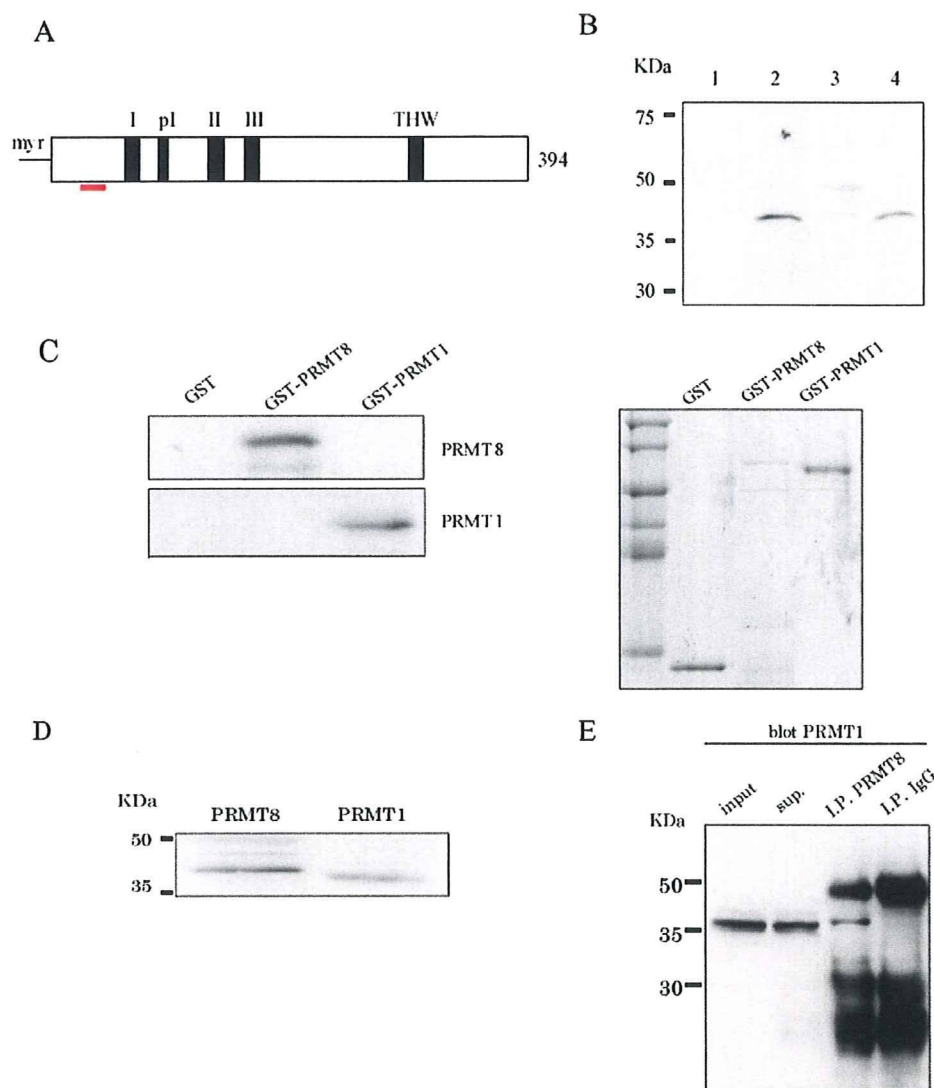 A
I pI II III THW
myr
394
B
KDa
1 2 3 4
75
50
35
30
C
GST GST-PRMT8 GST-PRMT1
PRMT8
PRMT1
GST GST-PRMT8 GST-PRMT1
D
KDa
PRMT8 PRMT1
50
35
E
blot PRMT1
input sup. I.P. PRMT8 I.P. IgG
KDa
50
35
30